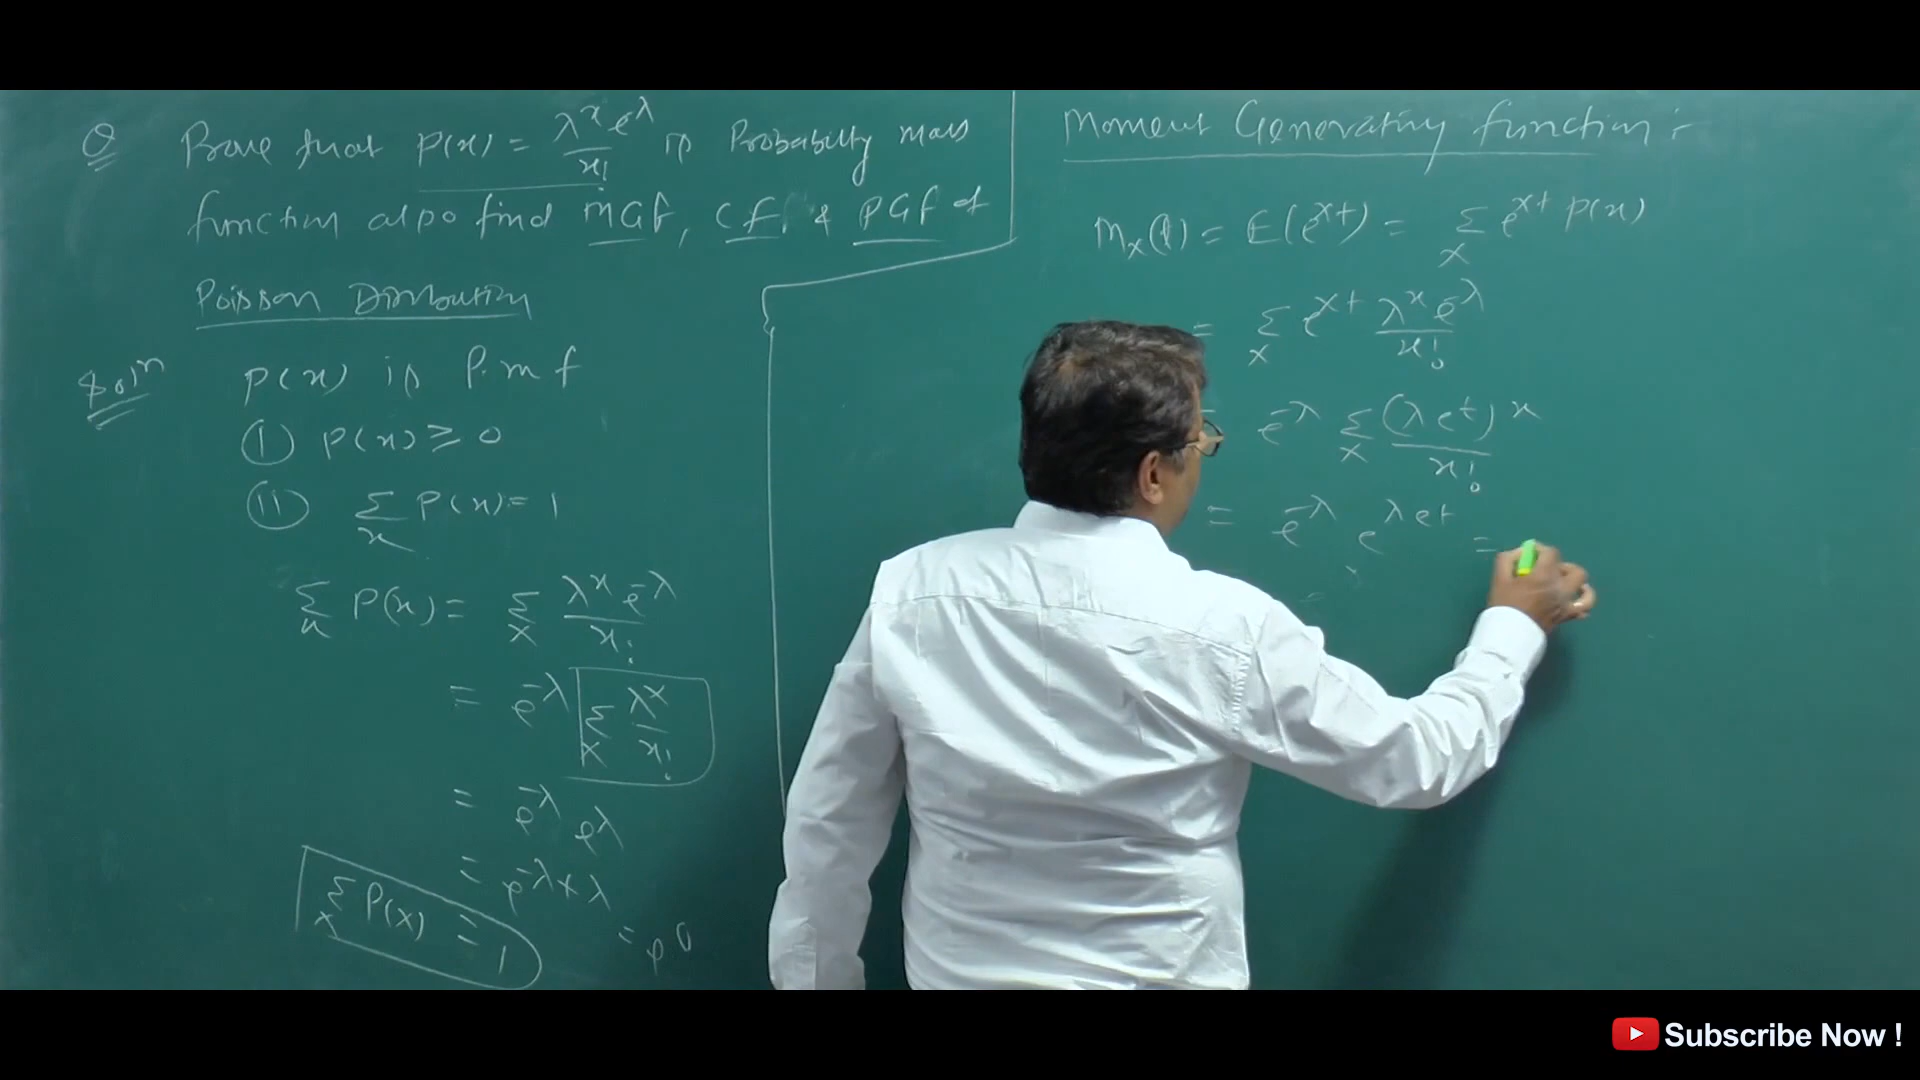 Q Prove that P(x) = λ^x e^λ / x! is Probability mass
function also find MGF, CF, & PGF of
Poisson Distribution
Soln P(x) is P.m.f
(I) P(x) ≥ 0
(II) Σ_x P(x) = 1
Σ_x P(x) = Σ_x λ^x e^-λ / x!
= e^-λ Σ_x λ^x / x!
= e^-λ e^λ
= e^-λ+λ
= e^0
Σ_x P(x) = 1
Moment Generating function :-
M_x(t) = E(e^xt) = Σ_x e^xt P(x)
= Σ_x e^xt λ^x e^-λ / x!
= e^-λ Σ_x (λe^t)^x / x!
= e^-λ e^λe^t =
Subscribe Now !